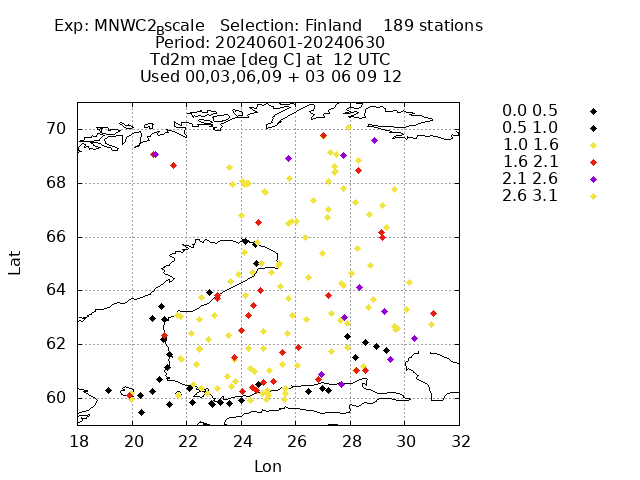 Exp: MNWC2_Bscale   Selection: Finland    189 stations
Period: 20240601-20240630
Td2m mae [deg C] at  12 UTC
Used 00,03,06,09 + 03 06 09 12
0.0 0.5
0.5 1.0
1.0 1.6
1.6 2.1
2.1 2.6
2.6 3.1
70
68
66
64
62
60
Lat
18 20 22 24 26 28 30 32
Lon